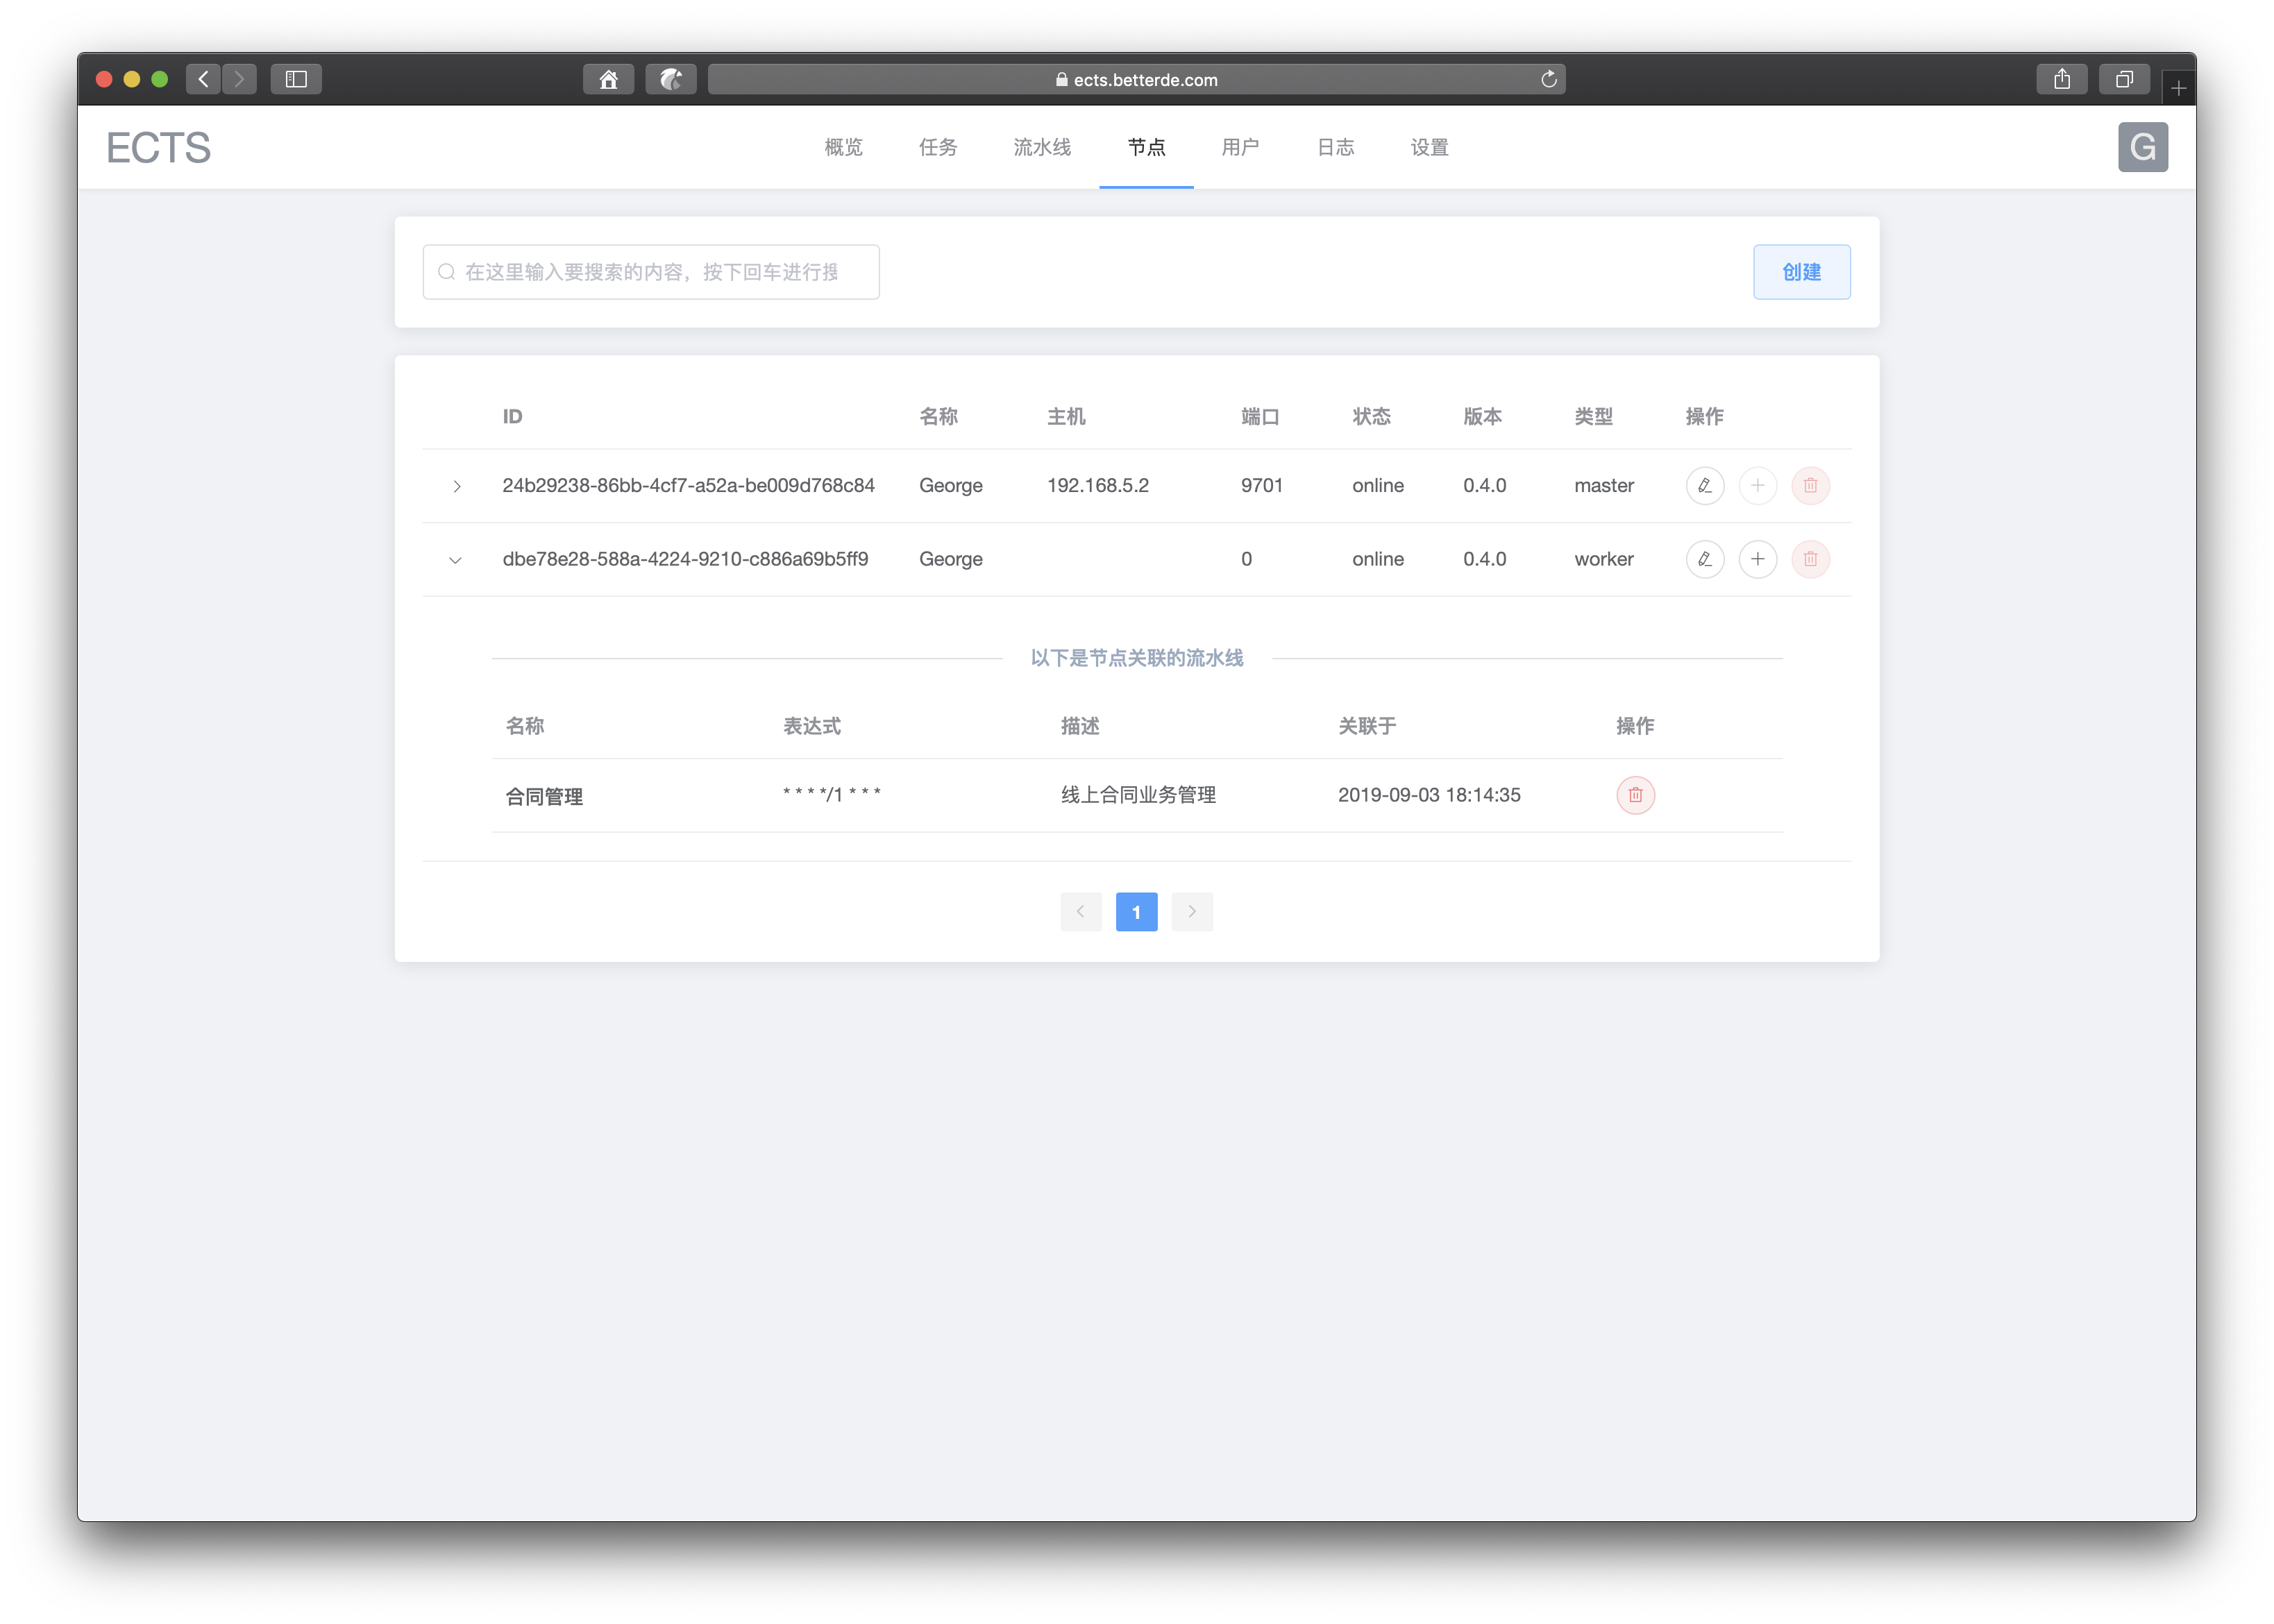 ects.betterde.com
ECTS 概览 任务 流水线 节点 用户 日志 设置 G
在这里输入要搜索的内容，按下回车进行搜 创建
ID 名称 主机 端口 状态 版本 类型 操作
24b29238-86bb-4cf7-a52a-be009d768c84 George 192.168.5.2 9701 online 0.4.0 master
dbe78e28-588a-4224-9210-c886a69b5ff9 George 0 online 0.4.0 worker
以下是节点关联的流水线
名称 表达式 描述 关联于 操作
合同管理 * * * */1 * * * 线上合同业务管理 2019-09-03 18:14:35
1